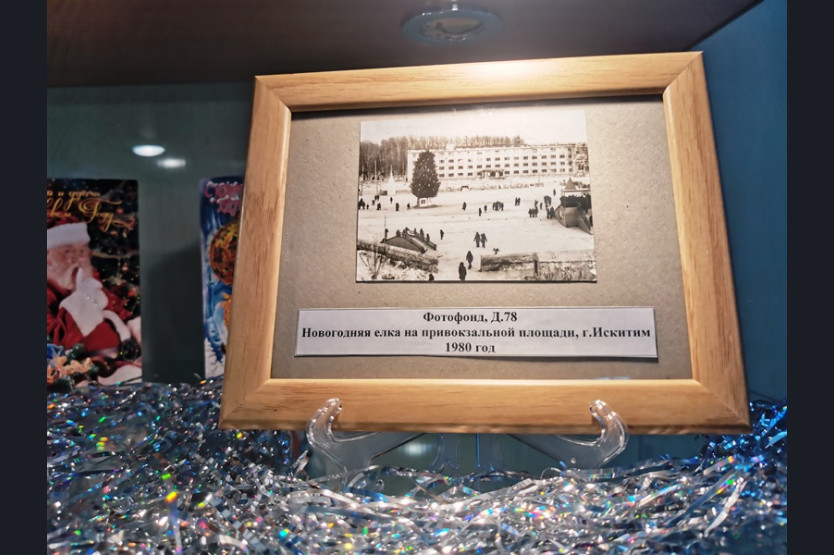 Фотофонд, Д.78
Новогодняя елка на привокзальной площади, г.Искитим
1980 год